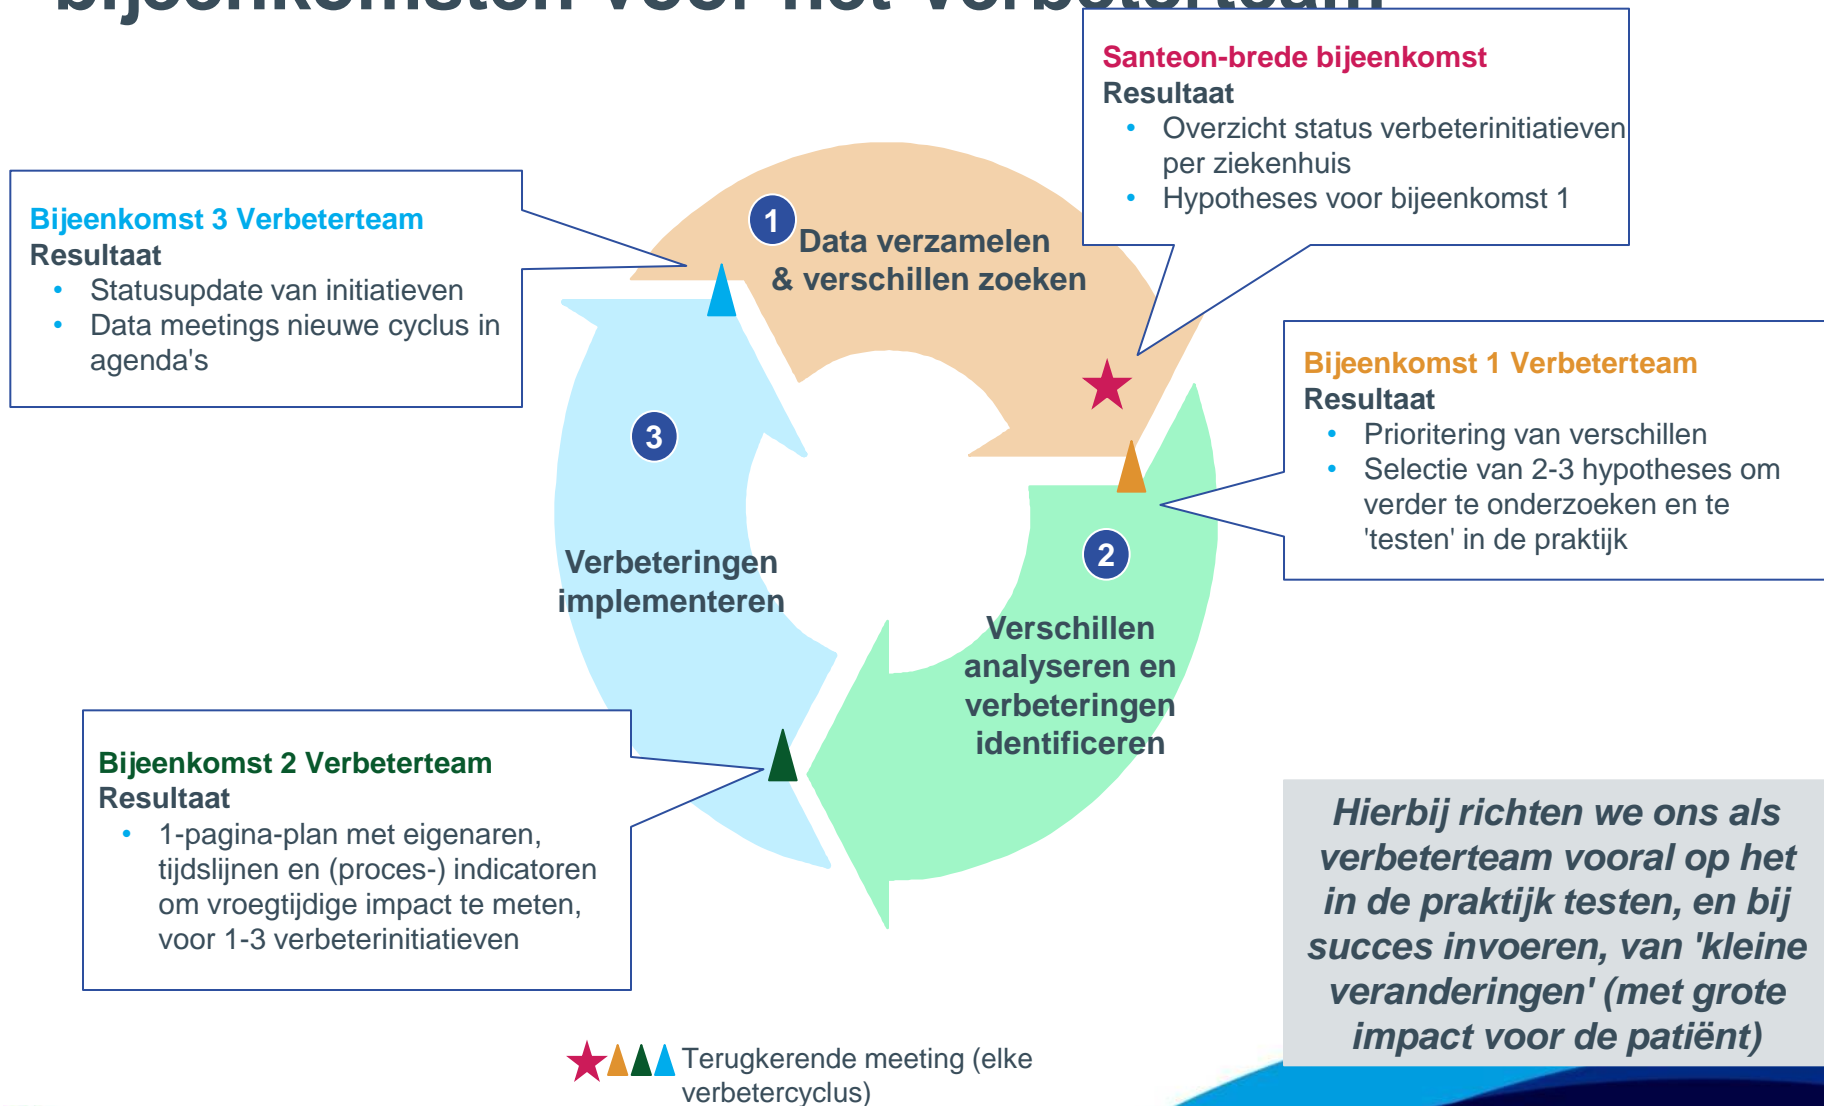 bijeenkomsten voor het verbeterteam
Santeon-brede bijeenkomst
Resultaat
• Overzicht status verbeterinitiatieven
per ziekenhuis
• Hypotheses voor bijeenkomst 1
Bijeenkomst 3 Verbeterteam
Resultaat
• Statusupdate van initiatieven
• Data meetings nieuwe cyclus in
agenda's
1
Data verzamelen
& verschillen zoeken
Bijeenkomst 1 Verbeterteam
Resultaat
• Prioritering van verschillen
• Selectie van 2-3 hypotheses om
verder te onderzoeken en te
'testen' in de praktijk
3
Verbeteringen
implementeren
2
Verschillen
analyseren en
verbeteringen
identificeren
Bijeenkomst 2 Verbeterteam
Resultaat
• 1-pagina-plan met eigenaren,
tijdslijnen en (proces-) indicatoren
om vroegtijdige impact te meten,
voor 1-3 verbeterinitiatieven
Hierbij richten we ons als
verbeterteam vooral op het
in de praktijk testen, en bij
succes invoeren, van 'kleine
veranderingen' (met grote
impact voor de patiënt)
Terugkerende meeting (elke
verbetercyclus)